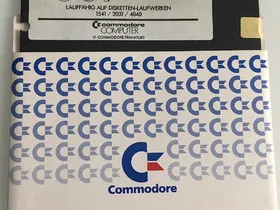 LAUFFÄHIG AUF DISKETTEN-LAUFWERKEN
1541 / 2031 / 4040
commodore
COMPUTER
© COMMODORE FRANKFURT
Commodore